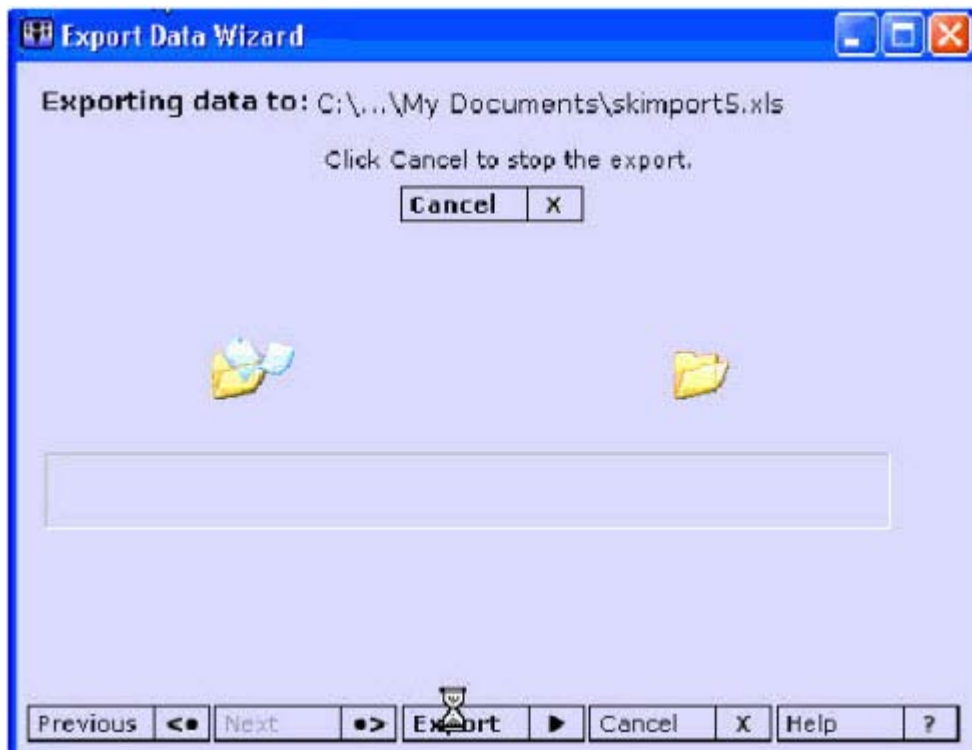 Export Data Wizard
Exporting data to: C:\...\My Documents\skimport5.xls
Click Cancel to stop the export.
Cancel X
Previous <● Next ●> Export ▶ Cancel X Help ?